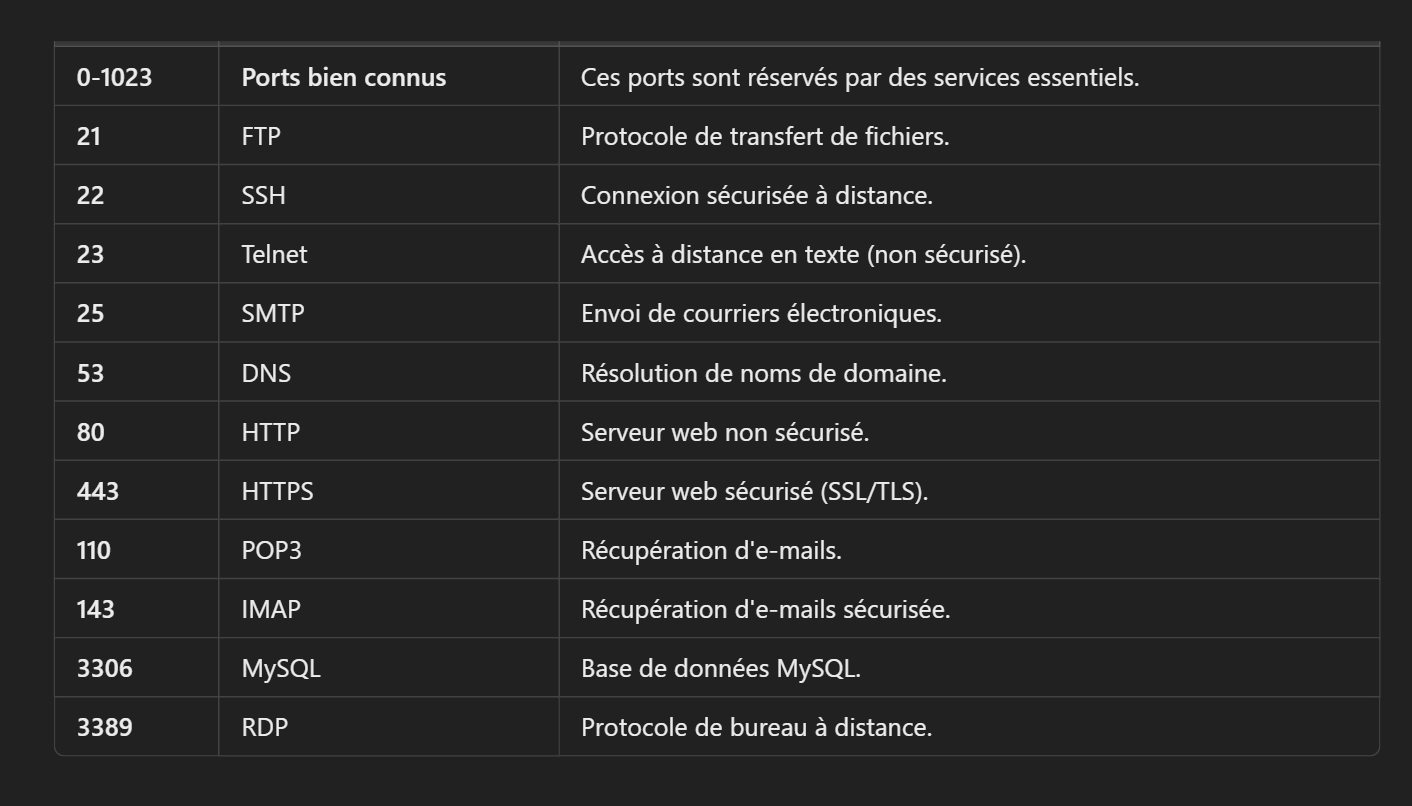 0-1023 Ports bien connus Ces ports sont réservés par des services essentiels.
21 FTP Protocole de transfert de fichiers.
22 SSH Connexion sécurisée à distance.
23 Telnet Accès à distance en texte (non sécurisé).
25 SMTP Envoi de courriers électroniques.
53 DNS Résolution de noms de domaine.
80 HTTP Serveur web non sécurisé.
443 HTTPS Serveur web sécurisé (SSL/TLS).
110 POP3 Récupération d'e-mails.
143 IMAP Récupération d'e-mails sécurisée.
3306 MySQL Base de données MySQL.
3389 RDP Protocole de bureau à distance.